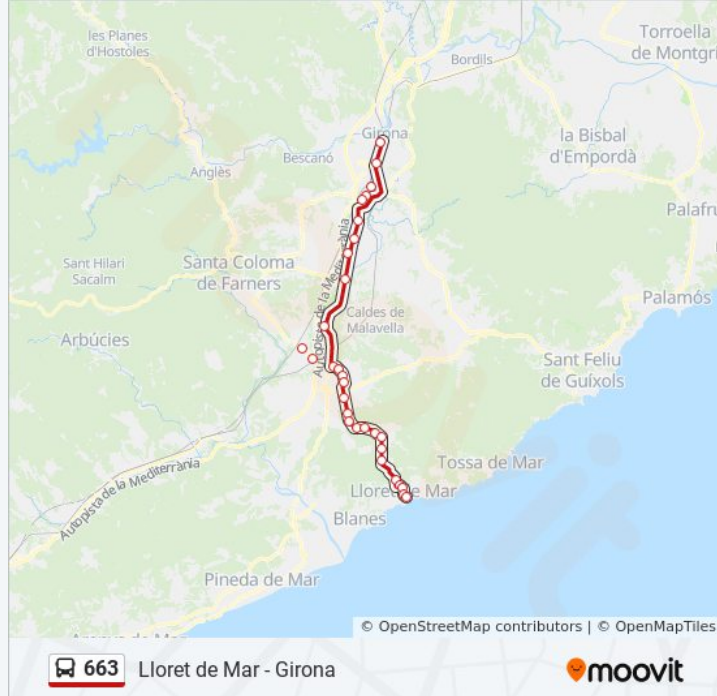 les Planes
d'Hostoles
Torroella
de Montgrí
Bordils
Girona
la Bisbal
d'Empordà
Bescanó
Anglès
Palafru
Sant Hilari
Sacalm
Santa Coloma
de Farners
Autopista de la Mediterrània
Caldes de
Malavella
Palamós
Arbúcies
Sant Feliu
de Guíxols
Tossa de Mar
Autopista de la Mediterrània
Lloret de Mar
Blanes
Pineda de Mar
© OpenStreetMap contributors | © OpenMapTiles
663 Lloret de Mar - Girona
moovit